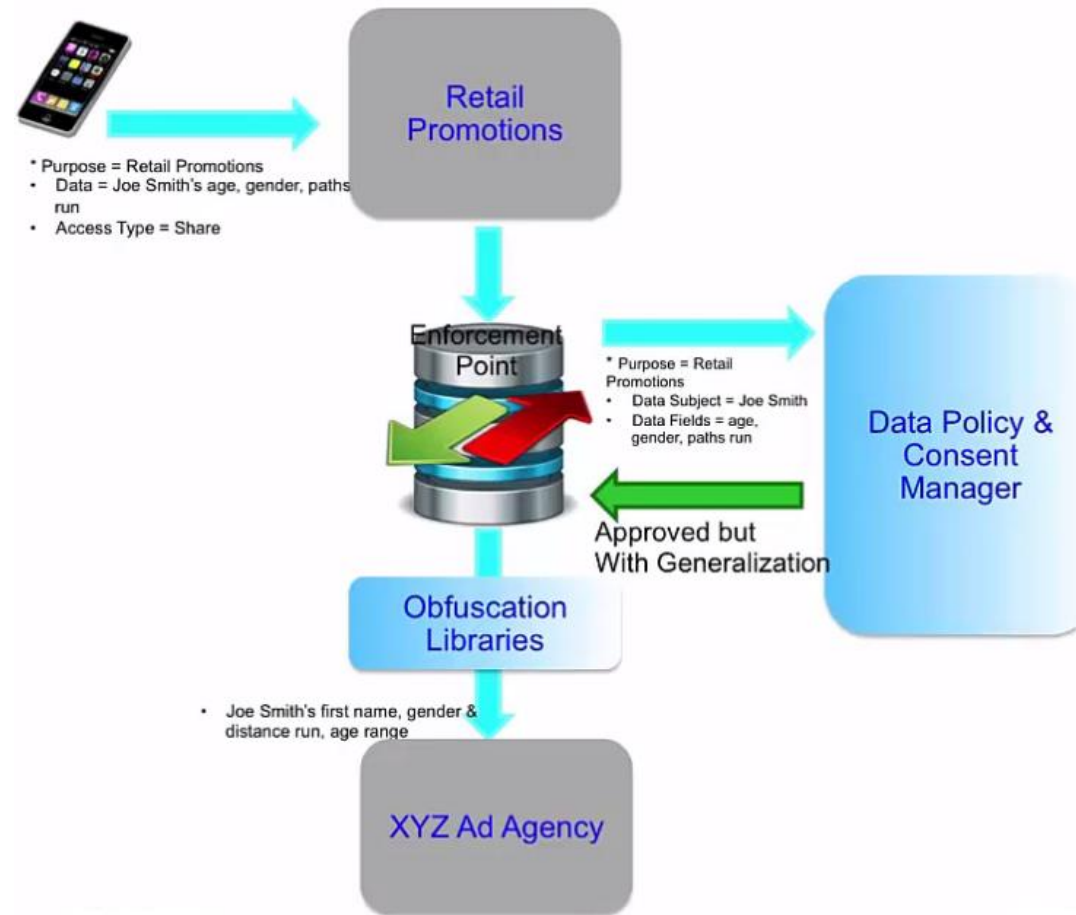 Retail
Promotions
* Purpose = Retail Promotions
• Data = Joe Smith's age, gender, paths
run
• Access Type = Share
Enforcement
Point
* Purpose = Retail
Promotions
• Data Subject = Joe Smith
• Data Fields = age,
gender, paths run
Data Policy &
Consent
Manager
Approved but
With Generalization
Obfuscation
Libraries
• Joe Smith's first name, gender &
distance run, age range
XYZ Ad Agency